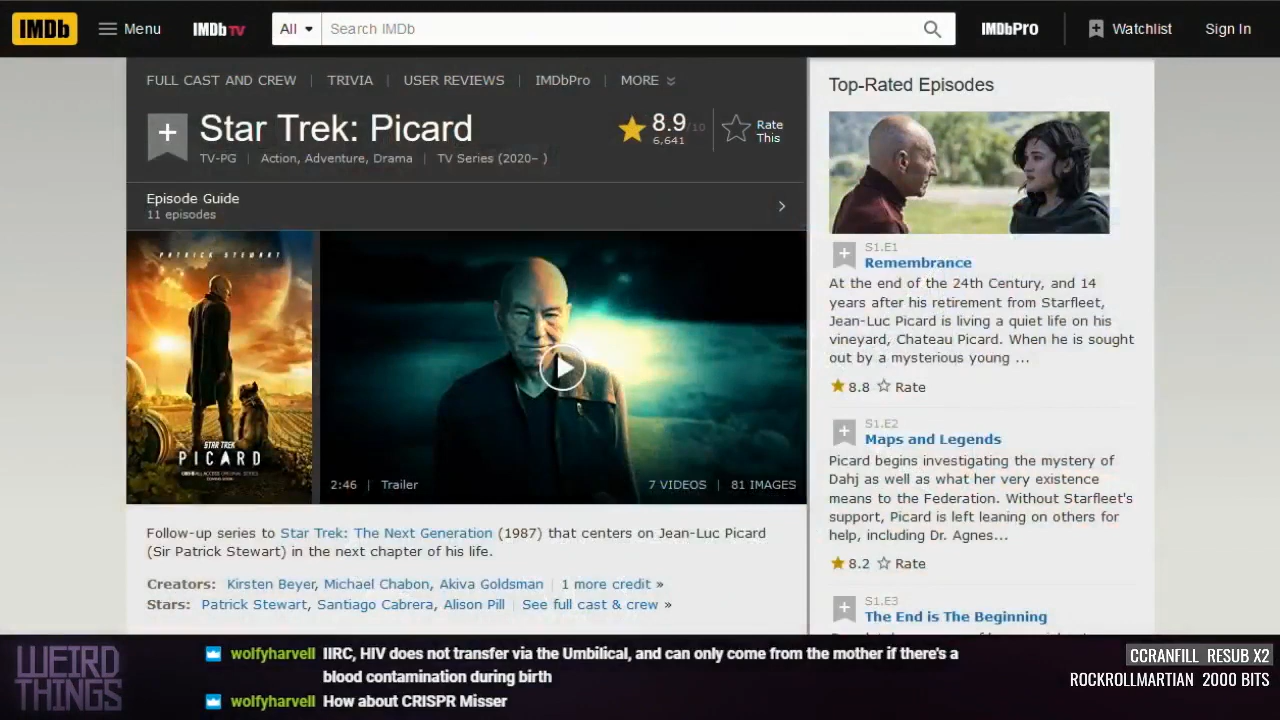 IMDb
Menu
IMDb TV
All
Search IMDb
IMDbPro
Watchlist
Sign In
FULL CAST AND CREW | TRIVIA | USER REVIEWS | IMDbPro | MORE
Star Trek: Picard
TV-PG | Action, Adventure, Drama | TV Series (2020– )
8.9/10
6,641
Rate
This
Episode Guide
11 episodes
PATRICK STEWART
STAR TREK
PICARD
2:46 | Trailer
7 VIDEOS | 81 IMAGES
Follow-up series to Star Trek: The Next Generation (1987) that centers on Jean-Luc Picard
(Sir Patrick Stewart) in the next chapter of his life.
Creators: Kirsten Beyer, Michael Chabon, Akiva Goldsman | 1 more credit »
Stars: Patrick Stewart, Santiago Cabrera, Alison Pill | See full cast & crew »
Top-Rated Episodes
S1.E1
Remembrance
At the end of the 24th Century, and 14
years after his retirement from Starfleet,
Jean-Luc Picard is living a quiet life on his
vineyard, Chateau Picard. When he is sought
out by a mysterious young ...
8.8 Rate
S1.E2
Maps and Legends
Picard begins investigating the mystery of
Dahj as well as what her very existence
means to the Federation. Without Starfleet's
support, Picard is left leaning on others for
help, including Dr. Agnes...
8.2 Rate
S1.E3
The End is The Beginning
WEIRD
THINGS
wolfyharvell IIRC, HIV does not transfer via the Umbilical, and can only come from the mother if there's a
blood contamination during birth
wolfyharvell How about CRISPR Misser
CCRANFILL RESUB X2
ROCKROLLMARTIAN 2000 BITS